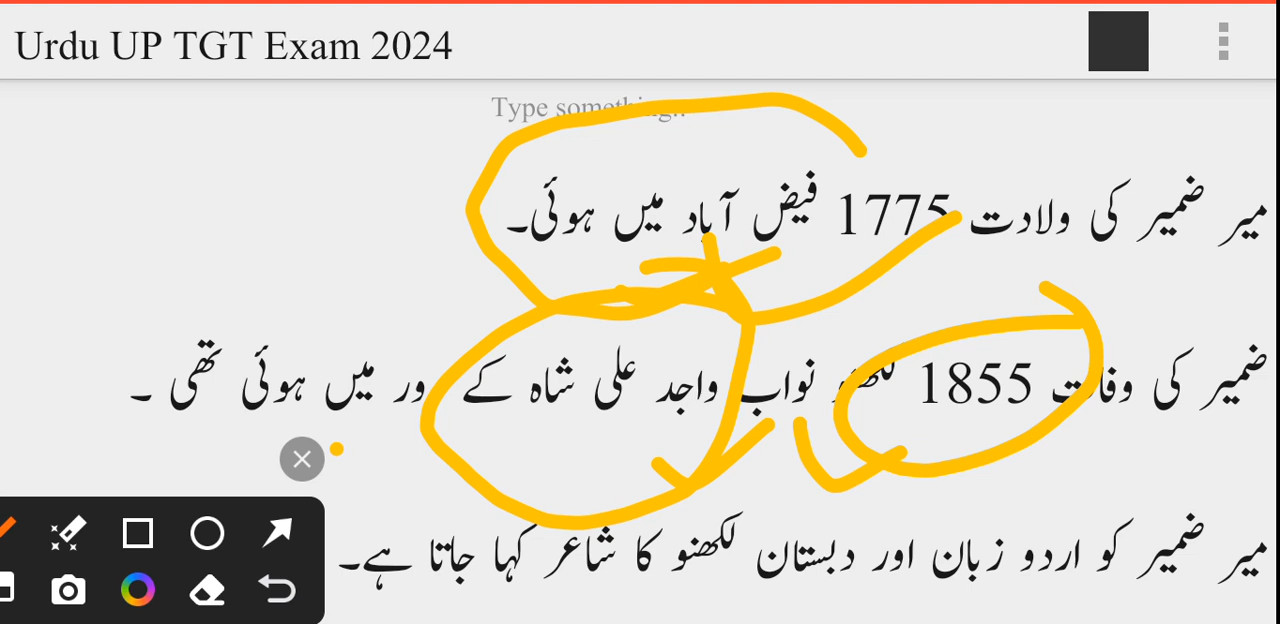 Urdu UP TGT Exam 2024
Type something..
میر ضمیر کی ولادت 1775 فیض آباد میں ہوئی۔
ضمیر کی وفات 1855 لکھنو نواب واجد علی شاہ کے دور میں ہوئی تھی ۔
میر ضمیر کو اردو زبان اور دبستان لکھنو کا شاعر کہا جاتا ہے۔